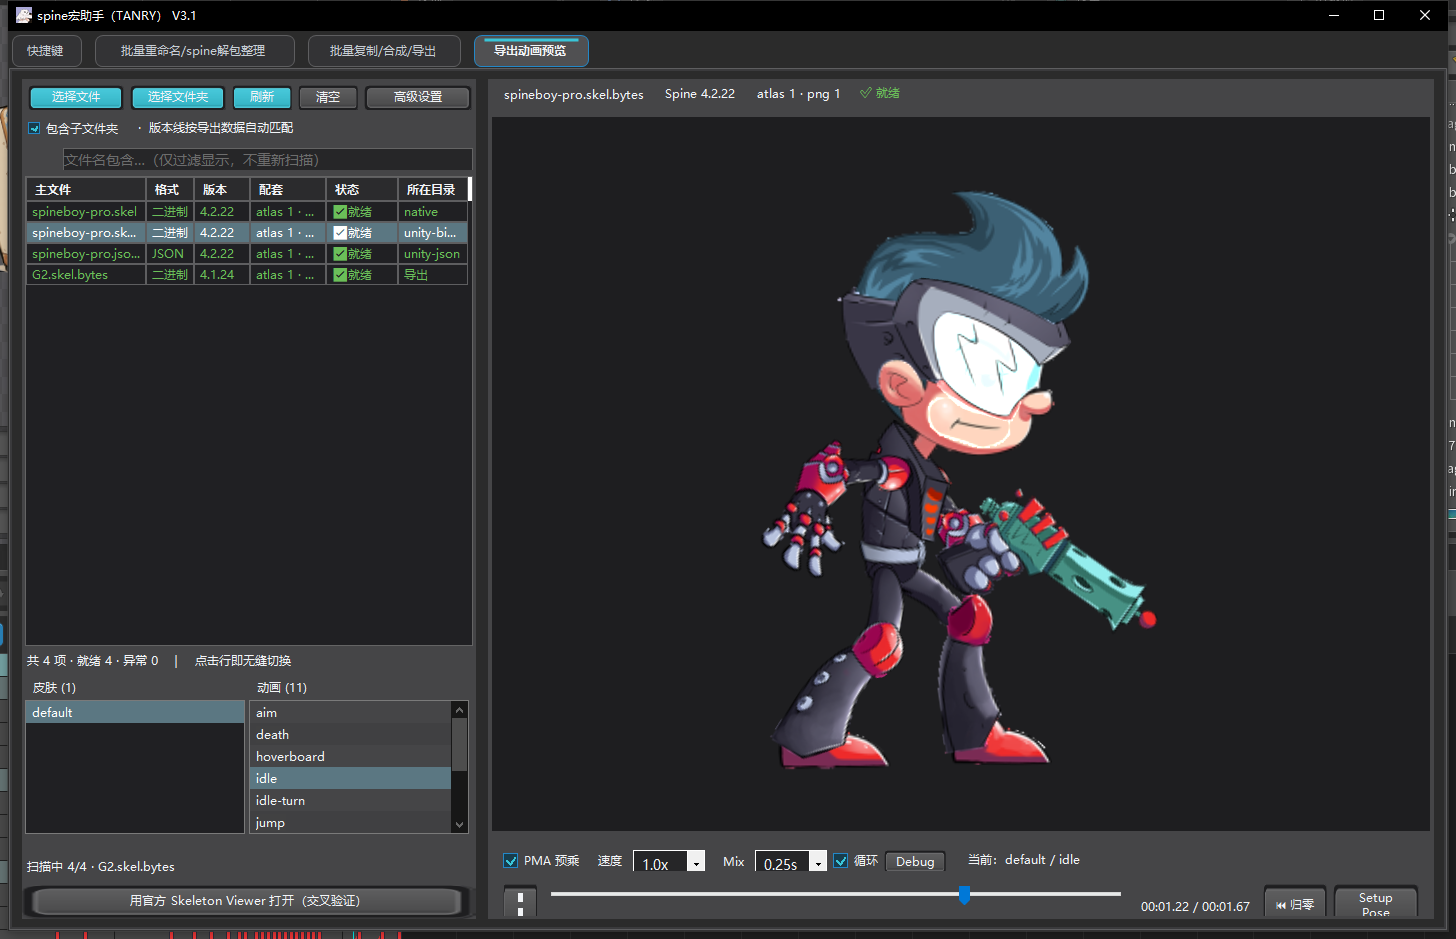 spine宏助手（TANRY） V3.1
快捷键
批量重命名/spine解包整理
批量复制/合成/导出
导出动画预览
选择文件
选择文件夹
刷新
清空
高级设置
包含子文件夹
· 版本线按导出数据自动匹配
文件名包含...（仅过滤显示，不重新扫描）
主文件 格式 版本 配套 状态 所在目录
spineboy-pro.skel 二进制 4.2.22 atlas 1 · ... 就绪 native
spineboy-pro.sk... 二进制 4.2.22 atlas 1 · ... 就绪 unity-bi...
spineboy-pro.jso... JSON 4.2.22 atlas 1 · ... 就绪 unity-json
G2.skel.bytes 二进制 4.1.24 atlas 1 · ... 就绪 导出
共 4 项 · 就绪 4 · 异常 0 | 点击行即无缝切换
皮肤 (1)
default
动画 (11)
aim
death
hoverboard
idle
idle-turn
jump
扫描中 4/4 · G2.skel.bytes
用官方 Skeleton Viewer 打开（交叉验证）
spineboy-pro.skel.bytes Spine 4.2.22 atlas 1 · png 1 就绪
PMA 预乘 速度 1.0x Mix 0.25s 循环 Debug 当前：default / idle
00:01.22 / 00:01.67
归零
Setup
Pose